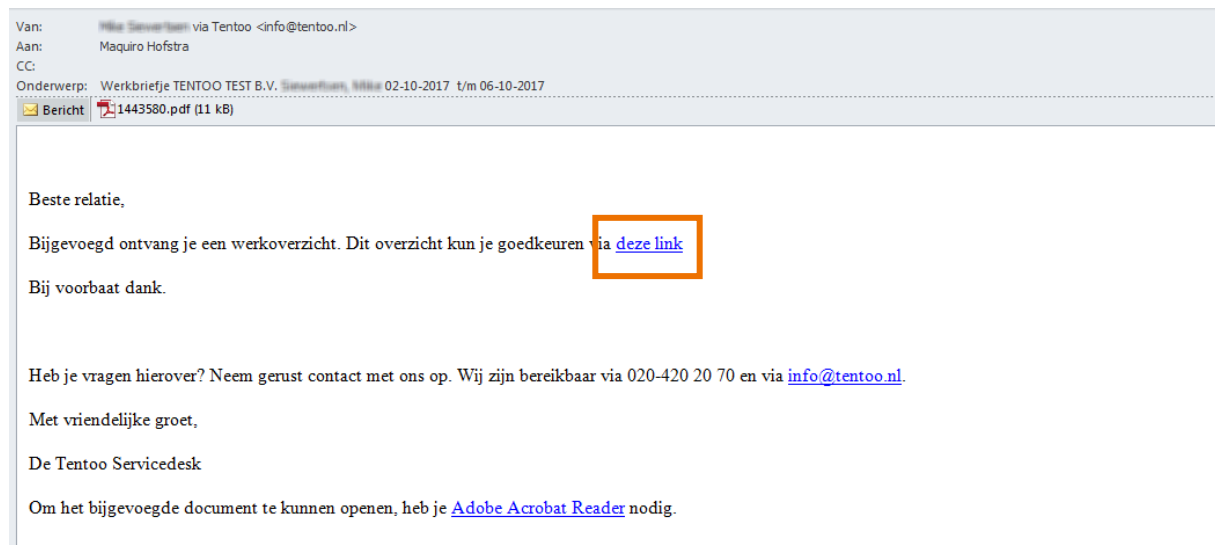 Van: via Tentoo <info@tentoo.nl>
Aan: Maquiro Hofstra
CC:
Onderwerp: Werkbriefje TENTOO TEST B.V. 02-10-2017 t/m 06-10-2017
Bericht 1443580.pdf (11 kB)
Beste relatie,
Bijgevoegd ontvang je een werkoverzicht. Dit overzicht kun je goedkeuren via deze link
Bij voorbaat dank.
Heb je vragen hierover? Neem gerust contact met ons op. Wij zijn bereikbaar via 020-420 20 70 en via info@tentoo.nl.
Met vriendelijke groet,
De Tentoo Servicedesk
Om het bijgevoegde document te kunnen openen, heb je Adobe Acrobat Reader nodig.